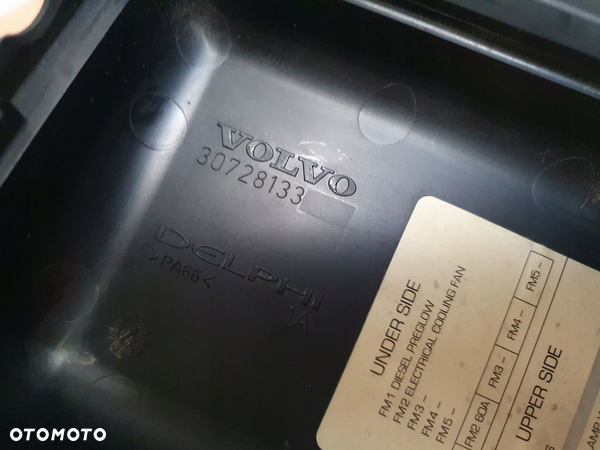 VOLVO
30728133
DELPHI
>PA66<
1A
UNDER SIDE
FM1 DIESEL PREGLOW
FM2 ELECTRICAL COOLING FAN
FM3 -
FM4 -
FM5 -
FM2 60A
FM3 -
FM4 -
FM5 -
UPPER SIDE
OTOMOTO
OTOMOTO